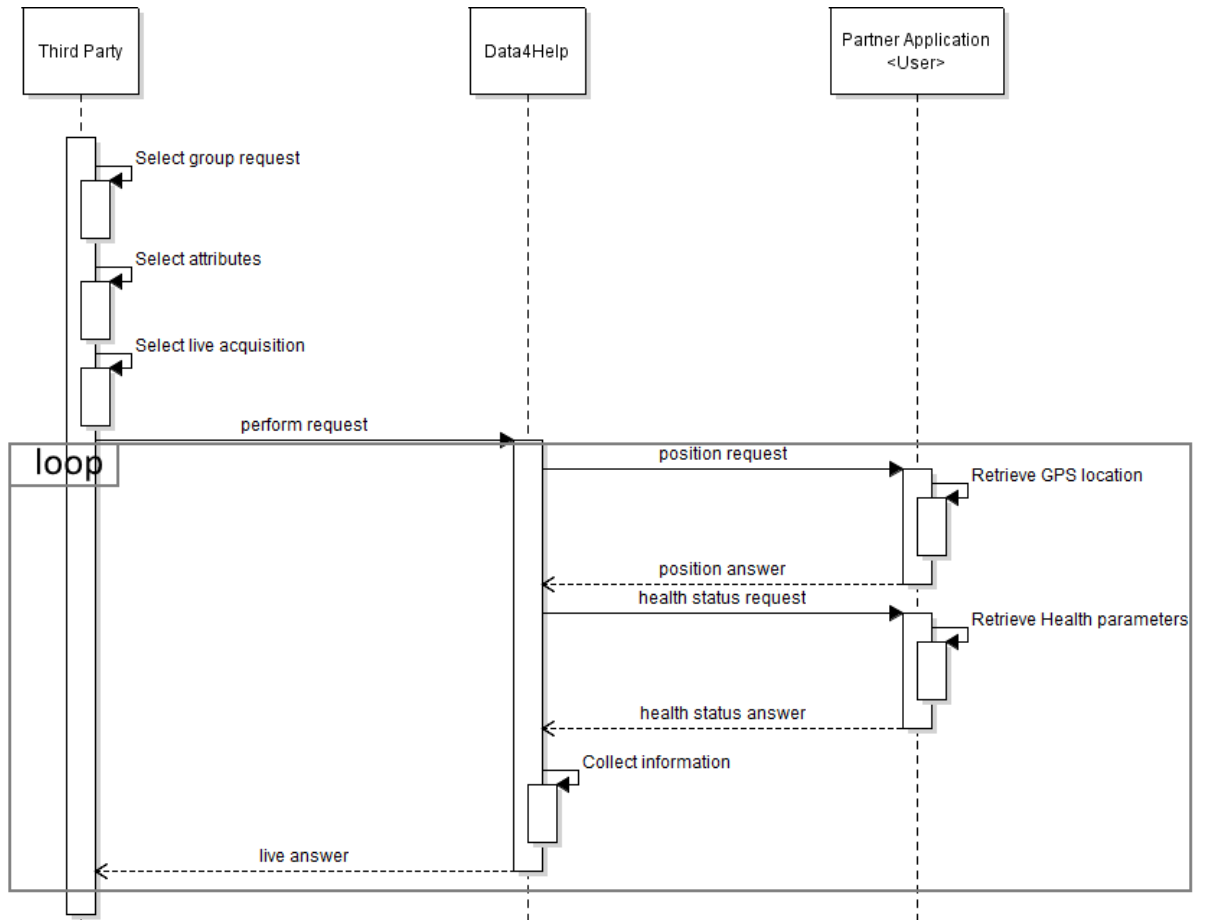 Third Party
Data4Help
Partner Application
<User>
Select group request
Select attributes
Select live acquisition
perform request
loop
position request
Retrieve GPS location
position answer
health status request
Retrieve Health parameters
health status answer
Collect information
live answer